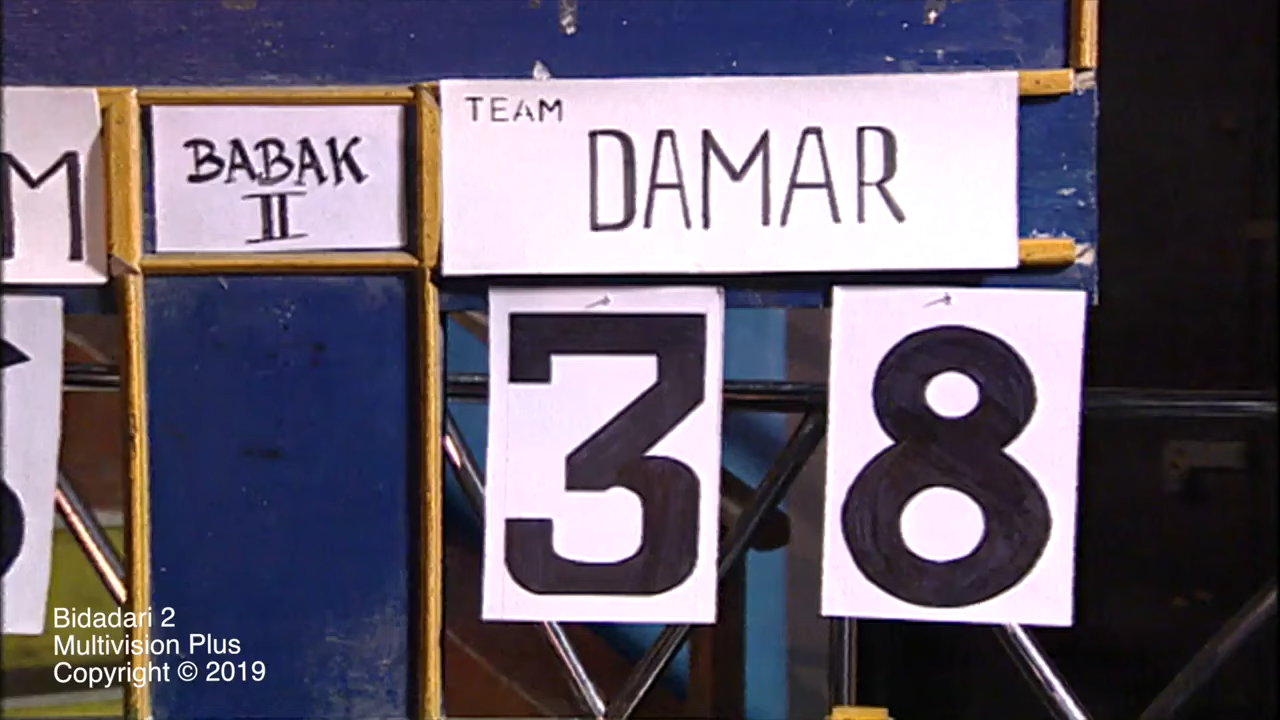 BABAK
II
TEAM
DAMAR
38
Bidadari 2
Multivision Plus
Copyright © 2019